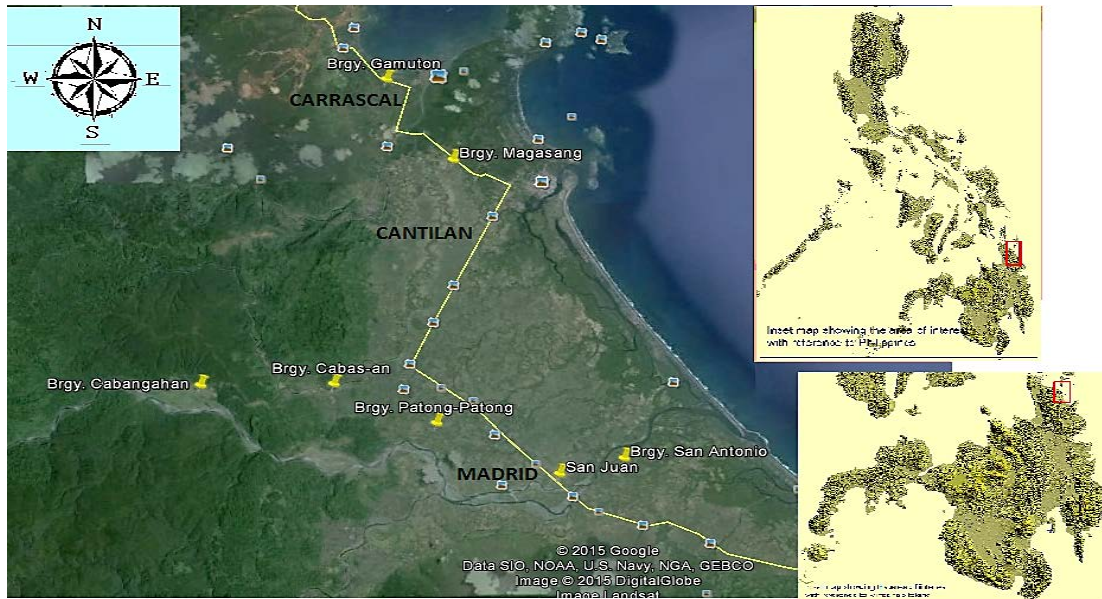 N
W E
S
Brgy. Gamuton
CARRASCAL
Brgy. Magasang
CANTILAN
Brgy. Cabas-an
Brgy. Cabangahan
Brgy. Patong-Patong
Brgy. San Antonio
San Juan
MADRID
© 2015 Google
Data SIO, NOAA, U.S. Navy, NGA, GEBCO
Image © 2015 DigitalGlobe
Image Landsat
Inset map showing the area of interest
with reference to Philippines